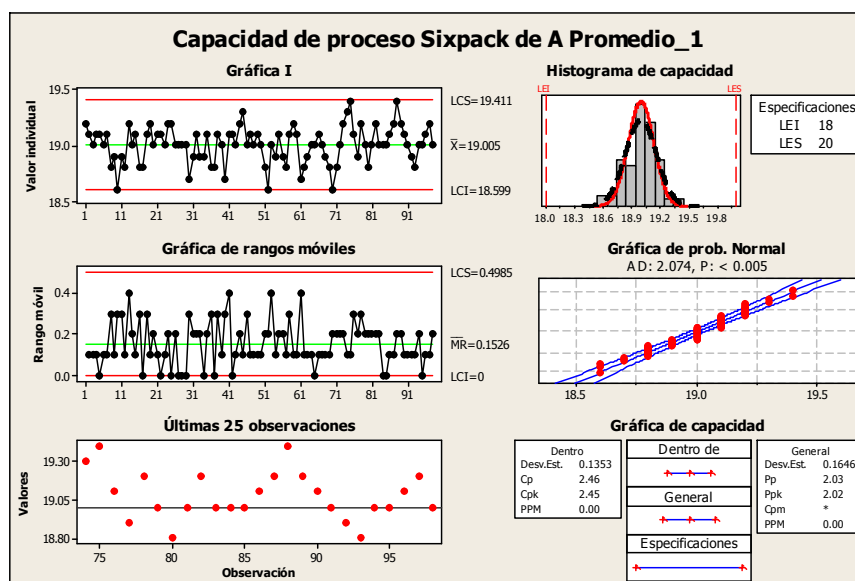 Capacidad de proceso Sixpack de A Promedio_1
Gráfica I
Valor individual
19.5
19.0
18.5
LCS=19.411
X=19.005
LCI=18.599
1 11 21 31 41 51 61 71 81 91
Histograma de capacidad
LEI
LES
18.0 18.3 18.6 18.9 19.2 19.5 19.8
Especificaciones
LEI 18
LES 20
Gráfica de rangos móviles
Rango móvil
0.4
0.2
0.0
LCS=0.4985
MR=0.1526
LCI=0
1 11 21 31 41 51 61 71 81 91
Gráfica de prob. Normal
AD: 2.074, P: < 0.005
18.5 19.0 19.5
Últimas 25 observaciones
Valores
19.30
19.05
18.80
75 80 85 90 95
Observación
Gráfica de capacidad
Dentro
Desv.Est. 0.1353
Cp 2.46
Cpk 2.45
PPM 0.00
Dentro de
General
Especificaciones
General
Desv.Est. 0.1646
Pp 2.03
Ppk 2.02
Cpm *
PPM 0.00